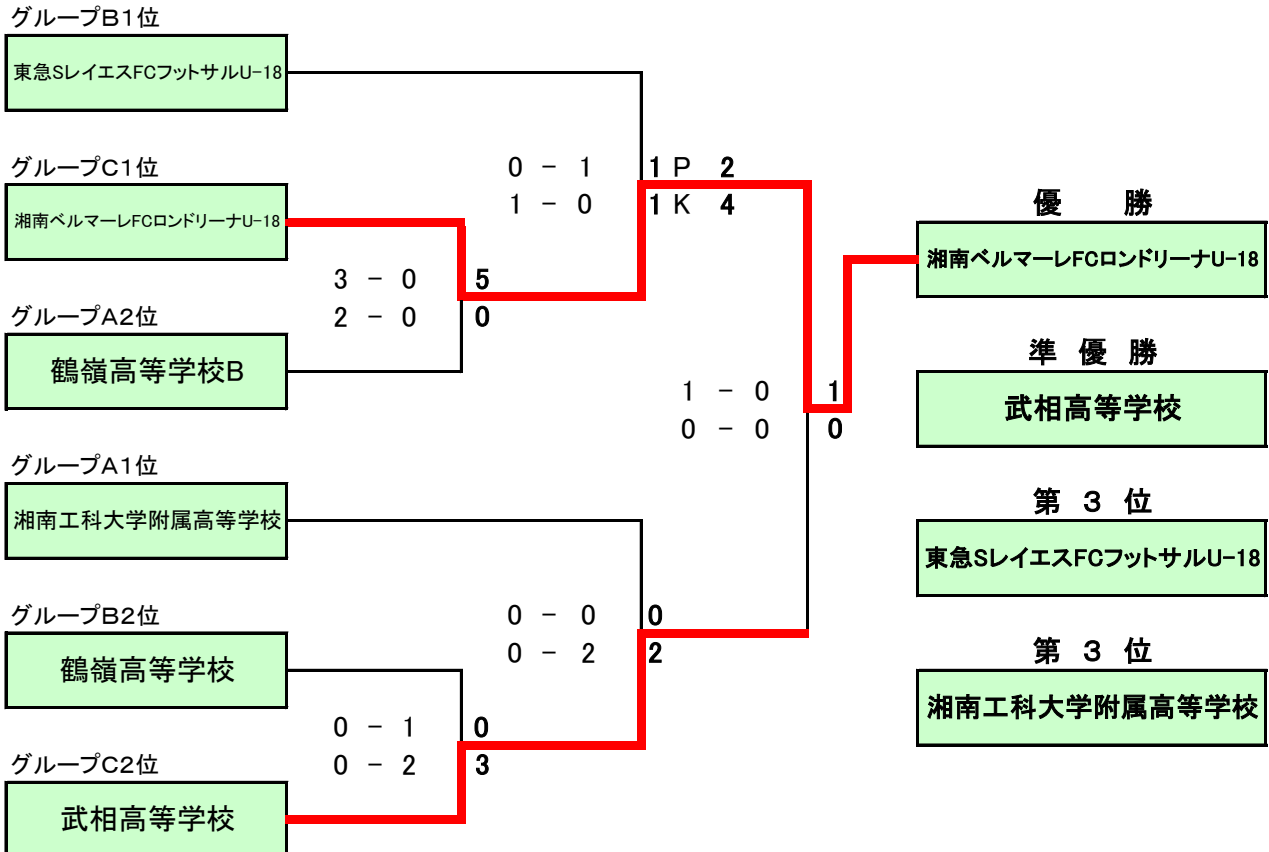 グループB1位
東急SレイエスFCフットサルU-18
グループC1位
湘南ベルマーレFCロンドリーナU-18
グループA2位
鶴嶺高等学校B
グループA1位
湘南工科大学附属高等学校
グループB2位
鶴嶺高等学校
グループC2位
武相高等学校
3 - 0 5
2 - 0 0
0 - 1 0
0 - 2 3
0 - 1 1 P 2
1 - 0 1 K 4
0 - 0 0
0 - 2 2
1 - 0 1
0 - 0 0
優 勝
湘南ベルマーレFCロンドリーナU-18
準 優 勝
武相高等学校
第 3 位
東急SレイエスFCフットサルU-18
第 3 位
湘南工科大学附属高等学校